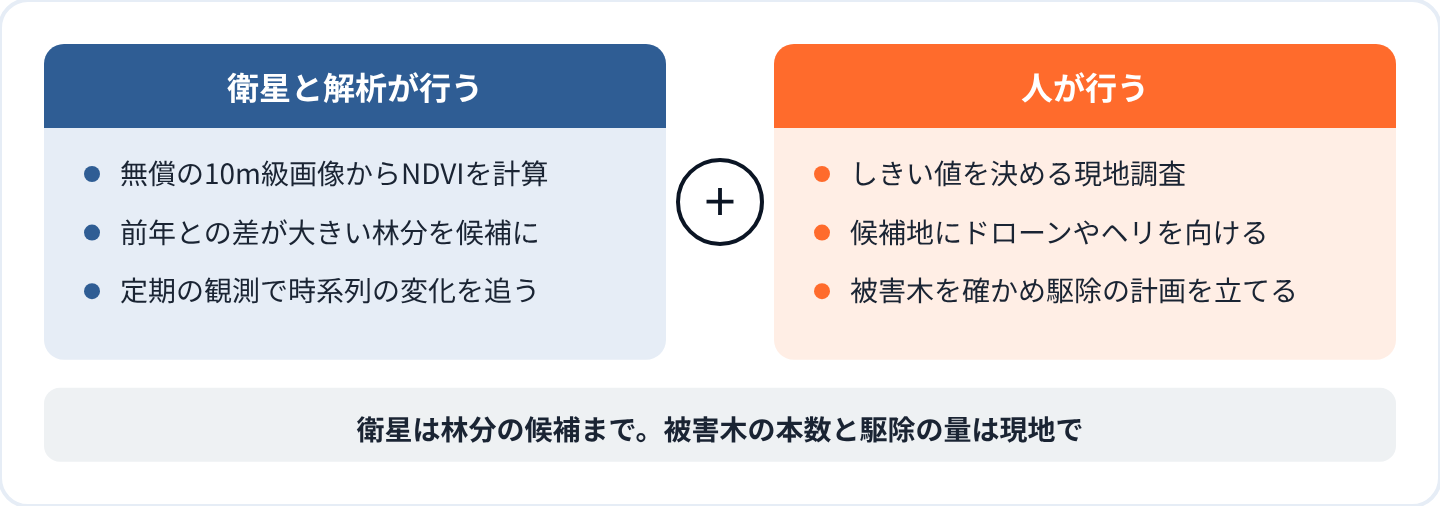 衛星と解析が行う
無償の10m級画像からNDVIを計算
前年との差が大きい林分を候補に
定期の観測で時系列の変化を追う
+
人が行う
しきい値を決める現地調査
候補地にドローンやヘリを向ける
被害木を確かめ駆除の計画を立てる
衛星は林分の候補まで。被害木の本数と駆除の量は現地で